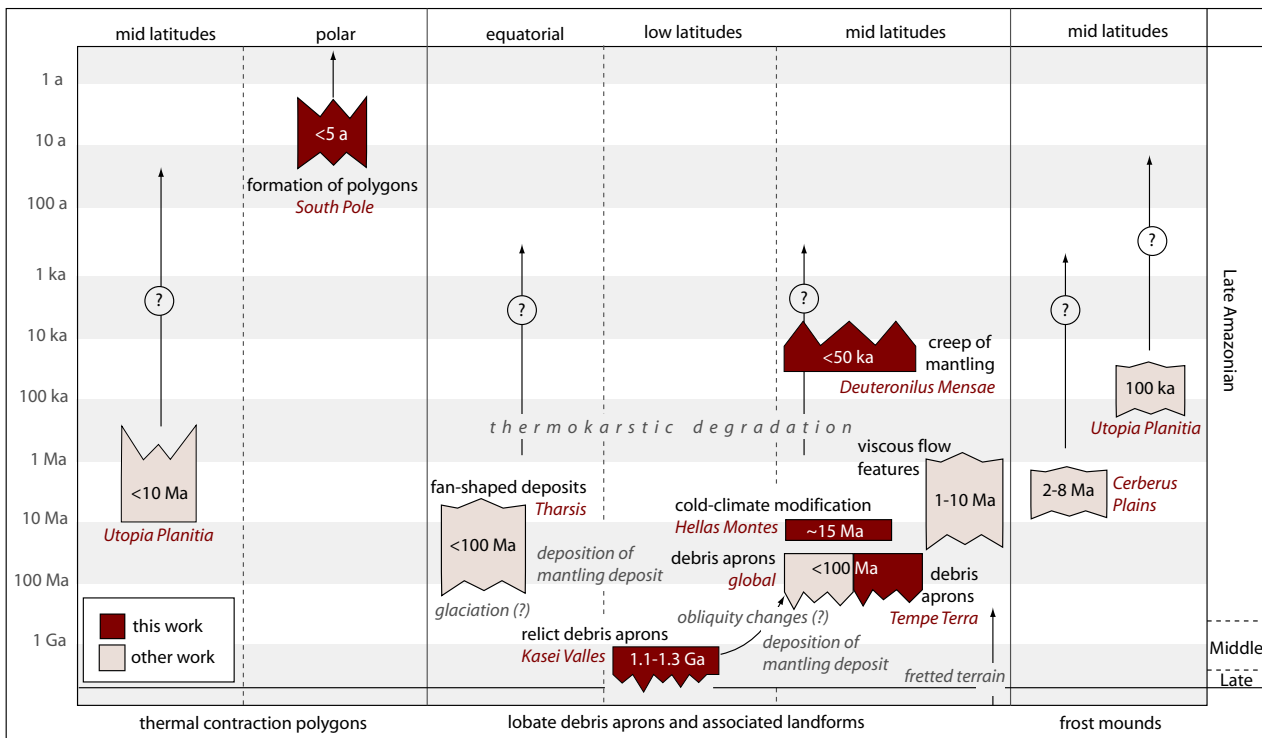 mid latitudes
polar
equatorial
low latitudes
mid latitudes
mid latitudes
1 a
10 a
100 a
1 ka
10 ka
100 ka
1 Ma
10 Ma
100 Ma
1 Ga
<5 a
formation of polygons
South Pole
?
?
?
?
?
<50 ka
creep of
mantling
Deuteronilus Mensae
100 ka
Utopia Planitia
thermokarstic degradation
<10 Ma
Utopia Planitia
fan-shaped deposits
Tharsis
<100 Ma
deposition of
mantling deposit
glaciation (?)
viscous flow
features
1-10 Ma
2-8 Ma
Cerberus
Plains
cold-climate modification
Hellas Montes
~15 Ma
debris aprons
global
<100 Ma
debris
aprons
Tempe Terra
obliquity changes (?)
relict debris aprons
Kasei Valles
1.1-1.3 Ga
deposition of
mantling deposit
fretted terrain
this work
other work
Late Amazonian
Middle
Late
thermal contraction polygons
lobate debris aprons and associated landforms
frost mounds